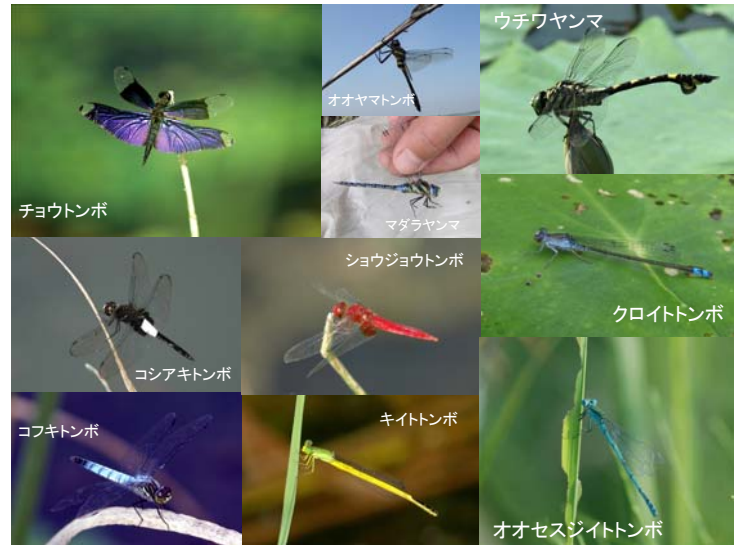 ウチワヤンマ
オオヤマトンボ
チョウトンボ
マダラヤンマ
ショウジョウトンボ
クロイトトンボ
コシアキトンボ
コフキトンボ
キイトトンボ
オオセスジイトトンボ